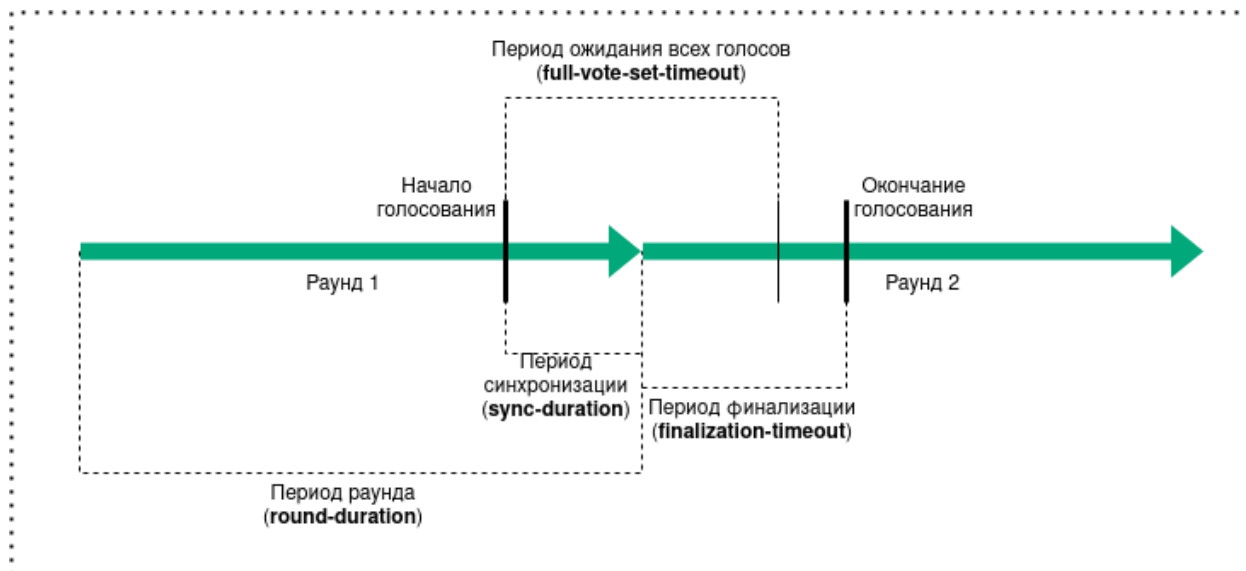 Период ожидания всех голосов
(full-vote-set-timeout)
Начало
голосования
Окончание
голосования
Раунд 1
Раунд 2
Период
синхронизации
(sync-duration)
Период финализации
(finalization-timeout)
Период раунда
(round-duration)